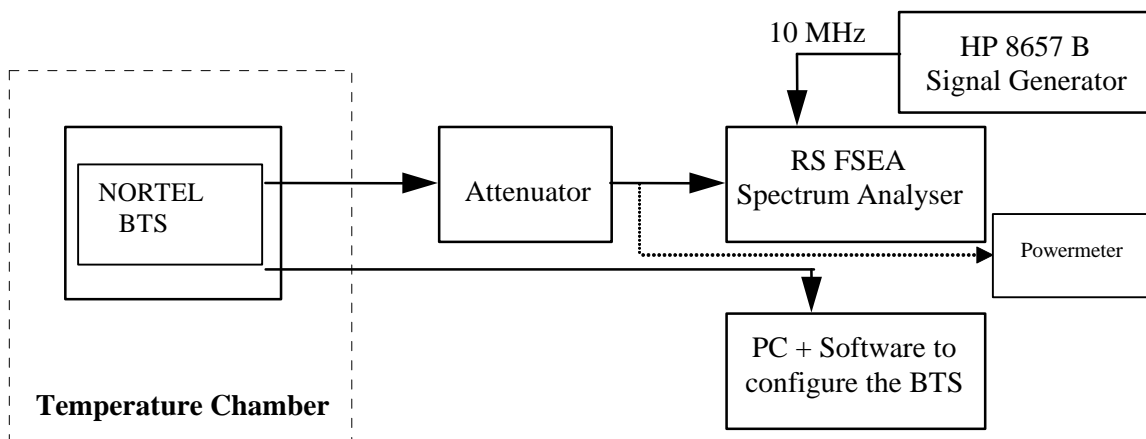 10 MHz
HP 8657 B
Signal Generator
NORTEL
BTS
Attenuator
RS FSEA
Spectrum Analyser
Powermeter
PC + Software to
configure the BTS
Temperature Chamber